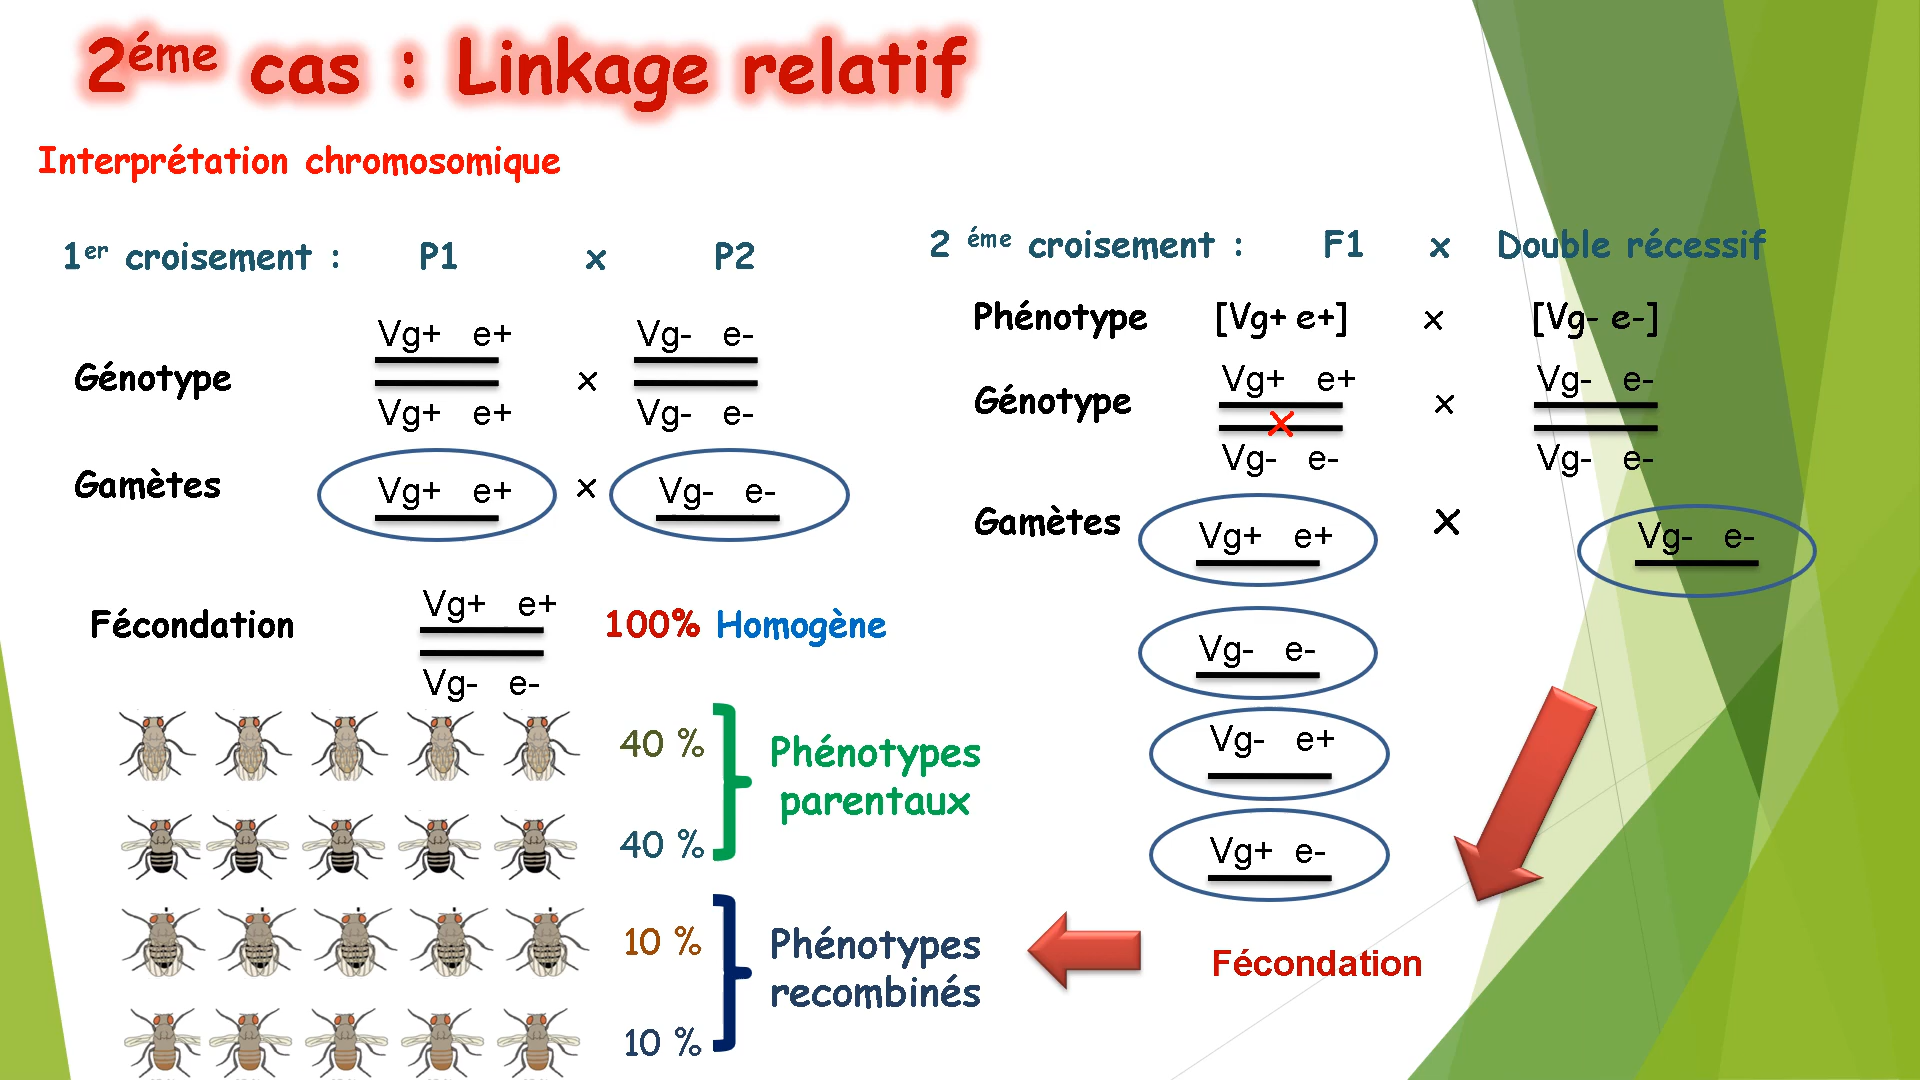 2éme cas : Linkage relatif
Interprétation chromosomique
1er croisement : P1 x P2
Vg+ e+ Vg- e-
Génotype x
Vg+ e+ Vg- e-
Gamètes Vg+ e+ x Vg- e-
Vg+ e+
Fécondation 100% Homogène
Vg- e-
40 %
40 %
Phénotypes
parentaux
10 %
10 %
Phénotypes
recombinés
2 éme croisement : F1 x Double récessif
Phénotype [Vg+ e+] x [Vg- e-]
Vg+ e+ Vg- e-
Génotype x x
Vg- e- Vg- e-
Gamètes Vg+ e+ x Vg- e-
Vg- e-
Vg- e+
Vg+ e-
Fécondation